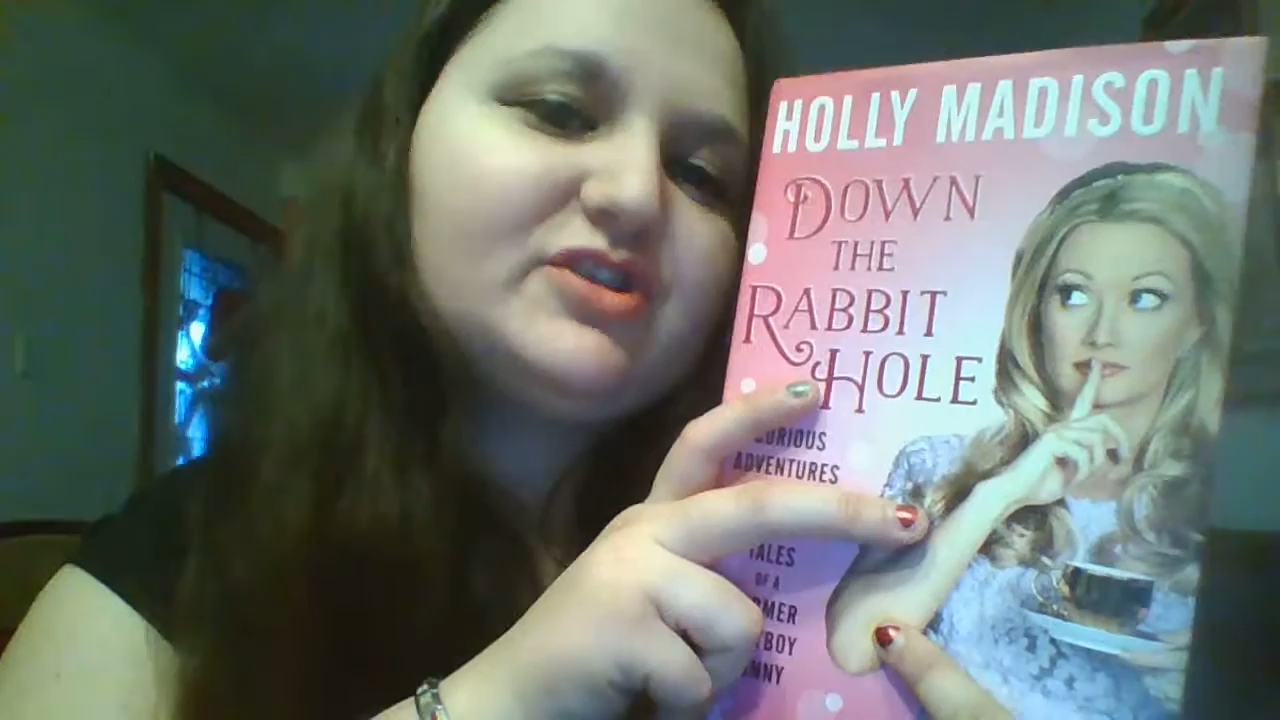 HOLLY MADISON
DOWN
THE
RABBIT
HOLE
CURIOUS
ADVENTURES
TALES
OF A